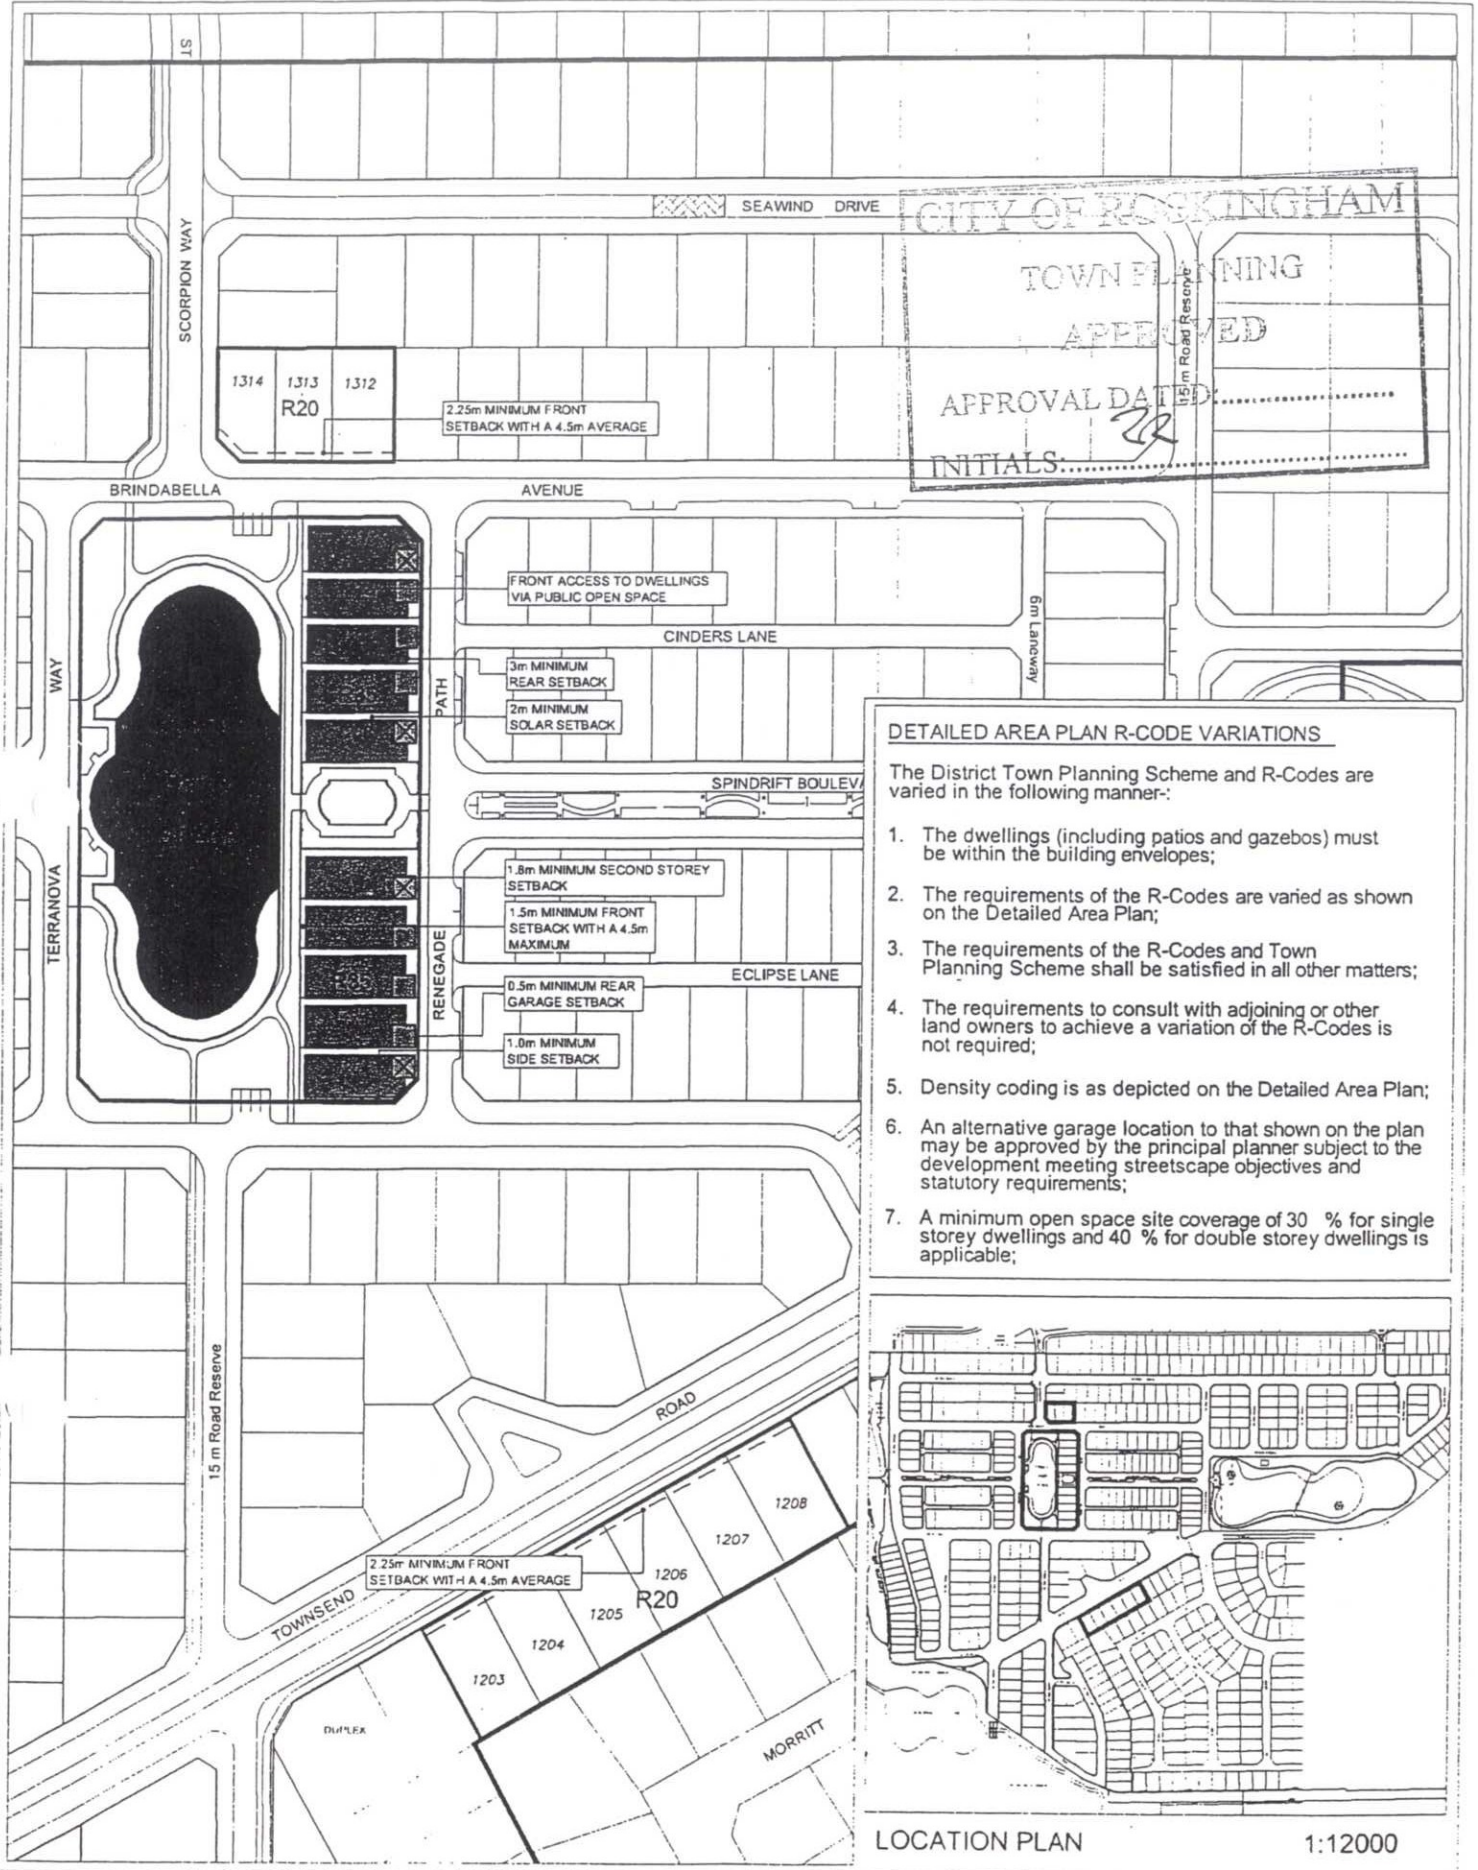 ST
SCORPION WAY
SEAWIND DRIVE
CITY OF ROCKINGHAM
TOWN PLANNING
APPROVED
APPROVAL DATED:
INITIALS:
15 m Road Reserve
1314
1313
1312
R20
2.25m MINIMUM FRONT
SETBACK WITH A 4.5m AVERAGE
BRINDABELLA
AVENUE
FRONT ACCESS TO DWELLINGS
VIA PUBLIC OPEN SPACE
CINDERS LANE
6m Laneway
WAY
3m MINIMUM
REAR SETBACK
PATH
2m MINIMUM
SOLAR SETBACK
SPINDRIFT BOULEVA
1.8m MINIMUM SECOND STOREY
SETBACK
1.5m MINIMUM FRONT
SETBACK WITH A 4.5m
MAXIMUM
TERRANOVA
RENEGADE
ECLIPSE LANE
0.5m MINIMUM REAR
GARAGE SETBACK
1.0m MINIMUM
SIDE SETBACK
DETAILED AREA PLAN R-CODE VARIATIONS
The District Town Planning Scheme and R-Codes are
varied in the following manner-:
1. The dwellings (including patios and gazebos) must
be within the building envelopes;
2. The requirements of the R-Codes are varied as shown
on the Detailed Area Plan;
3. The requirements of the R-Codes and Town
Planning Scheme shall be satisfied in all other matters;
4. The requirements to consult with adjoining or other
land owners to achieve a variation of the R-Codes is
not required;
5. Density coding is as depicted on the Detailed Area Plan;
6. An alternative garage location to that shown on the plan
may be approved by the principal planner subject to the
development meeting streetscape objectives and
statutory requirements;
7. A minimum open space site coverage of 30 % for single
storey dwellings and 40 % for double storey dwellings is
applicable;
15 m Road Reserve
ROAD
TOWNSEND
2.25m MINIMUM FRONT
SETBACK WITH A 4.5m AVERAGE
1208
1207
1206
R20
1205
1204
1203
DUPLEX
MORRITT
LOCATION PLAN 1:12000